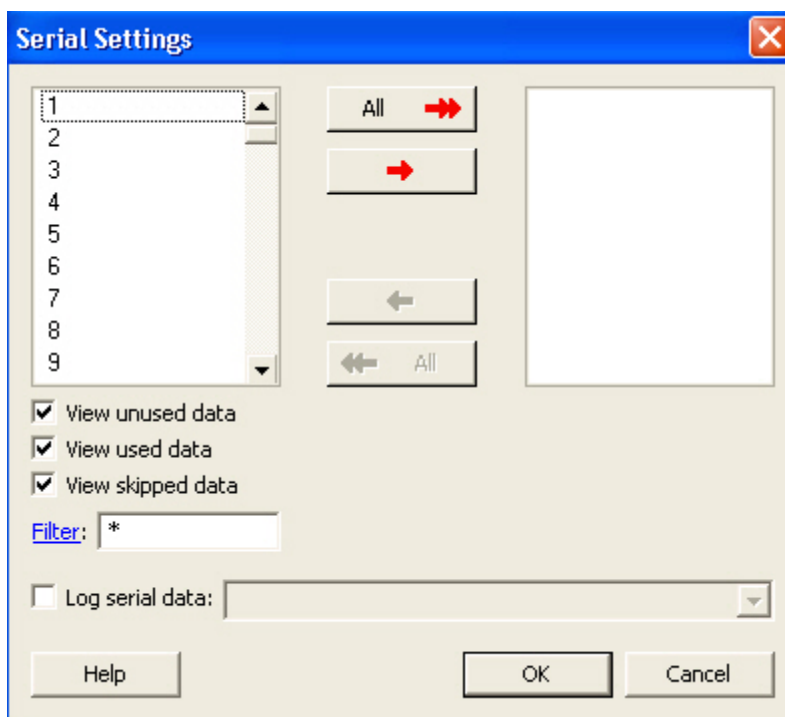 Serial Settings
1
2
3
4
5
6
7
8
9
All
All
View unused data
View used data
View skipped data
Filter: *
Log serial data:
Help
OK
Cancel